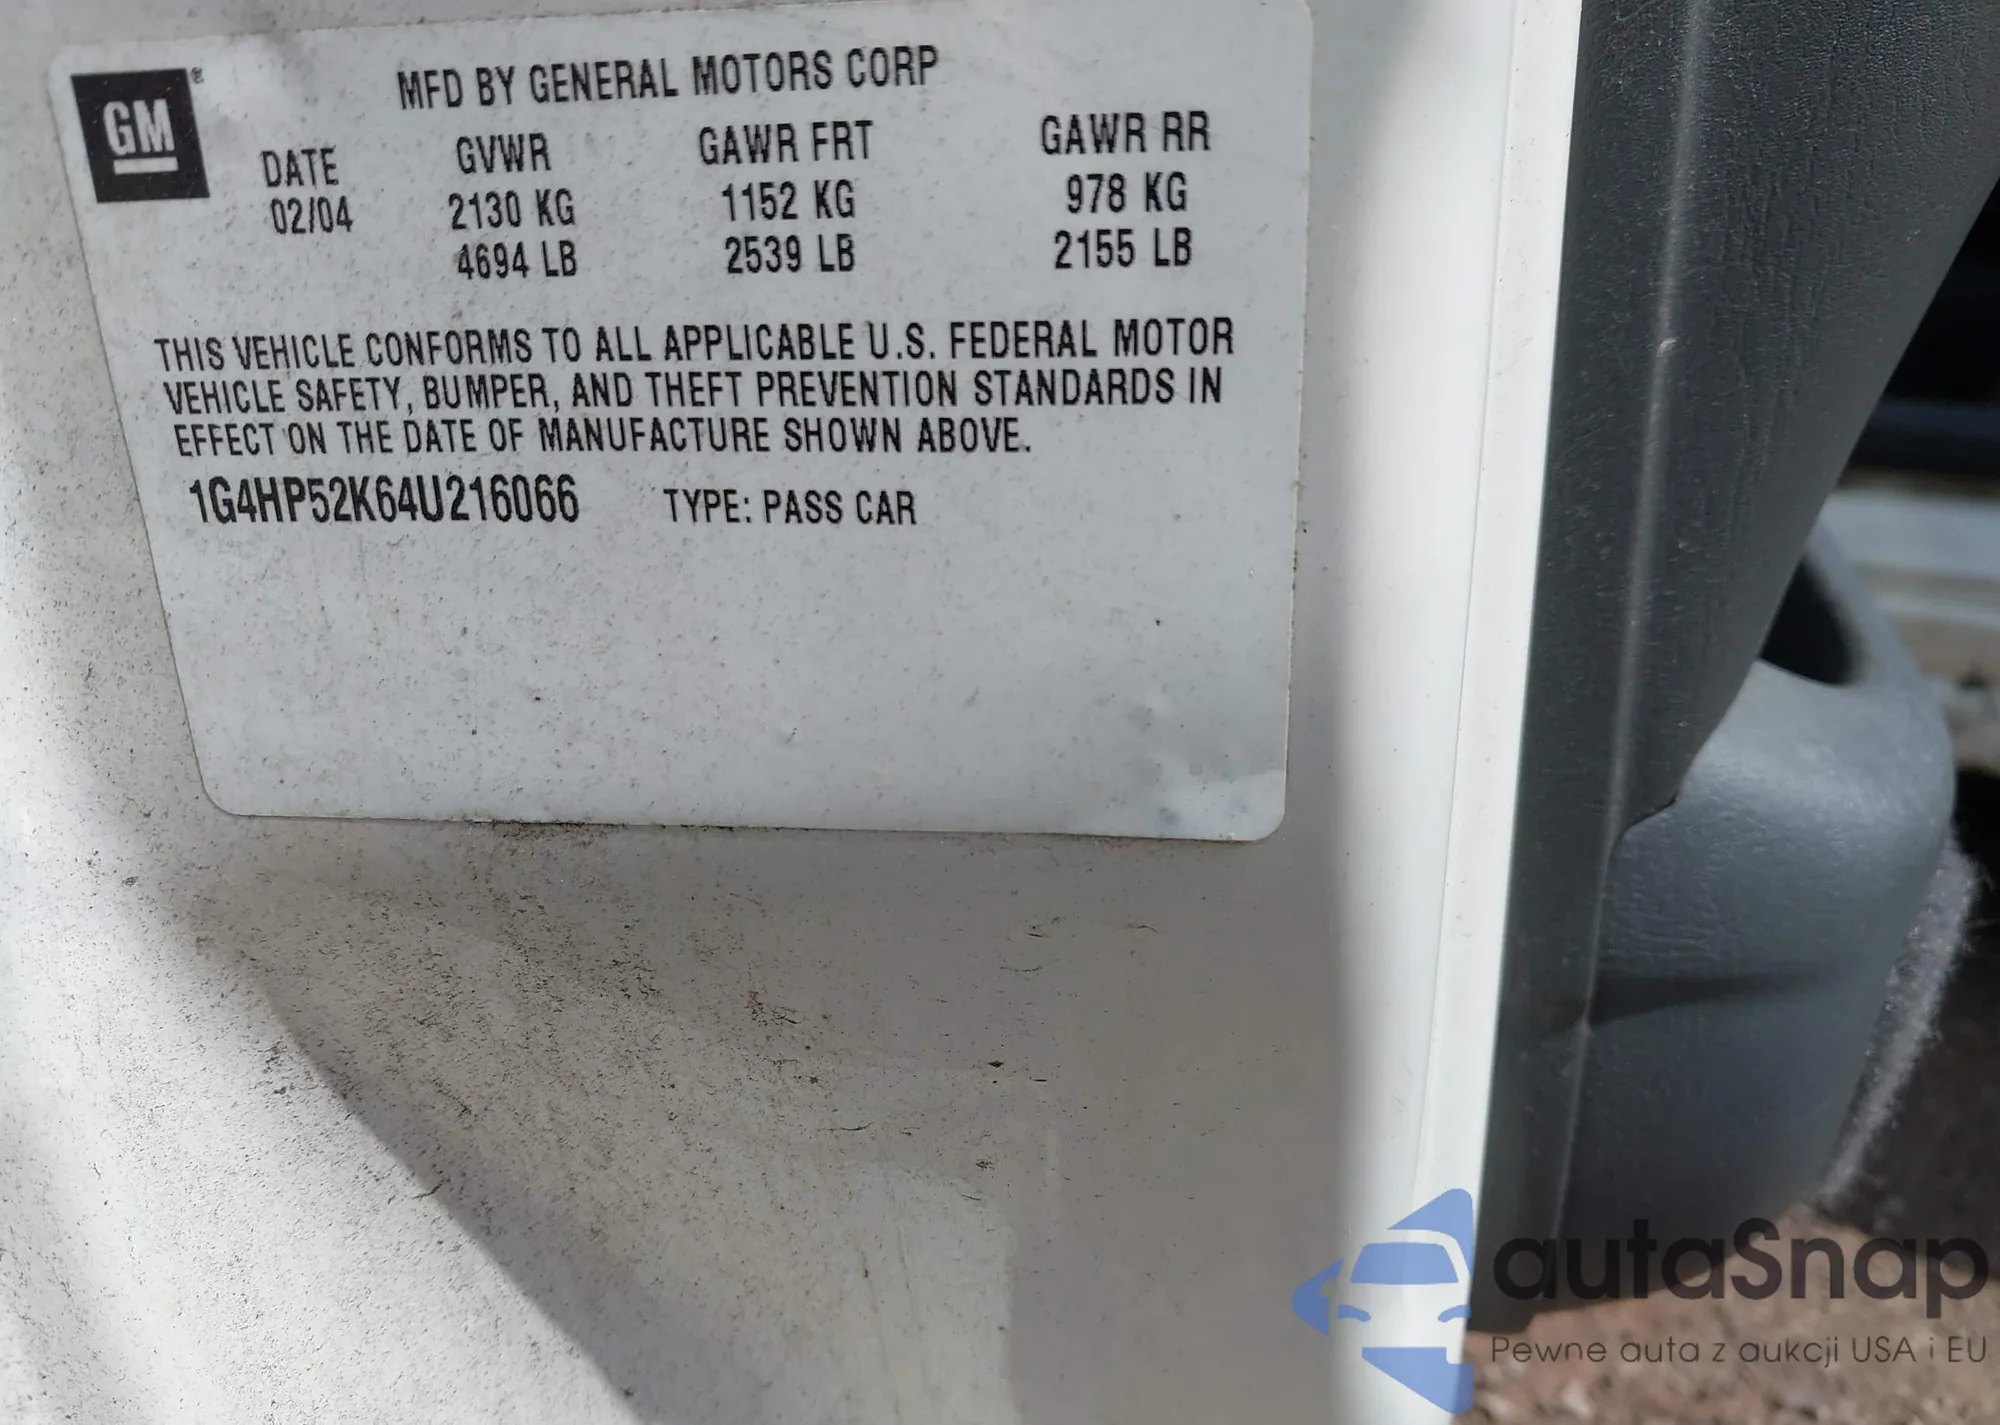 GM®
MFD BY GENERAL MOTORS CORP
DATE GVWR GAWR FRT GAWR RR
02/04 2130 KG 1152 KG 978 KG
4694 LB 2539 LB 2155 LB
THIS VEHICLE CONFORMS TO ALL APPLICABLE U.S. FEDERAL MOTOR
VEHICLE SAFETY, BUMPER, AND THEFT PREVENTION STANDARDS IN
EFFECT ON THE DATE OF MANUFACTURE SHOWN ABOVE.
1G4HP52K64U216066 TYPE: PASS CAR
autaSnap
Pewne auta z aukcji USA i EU